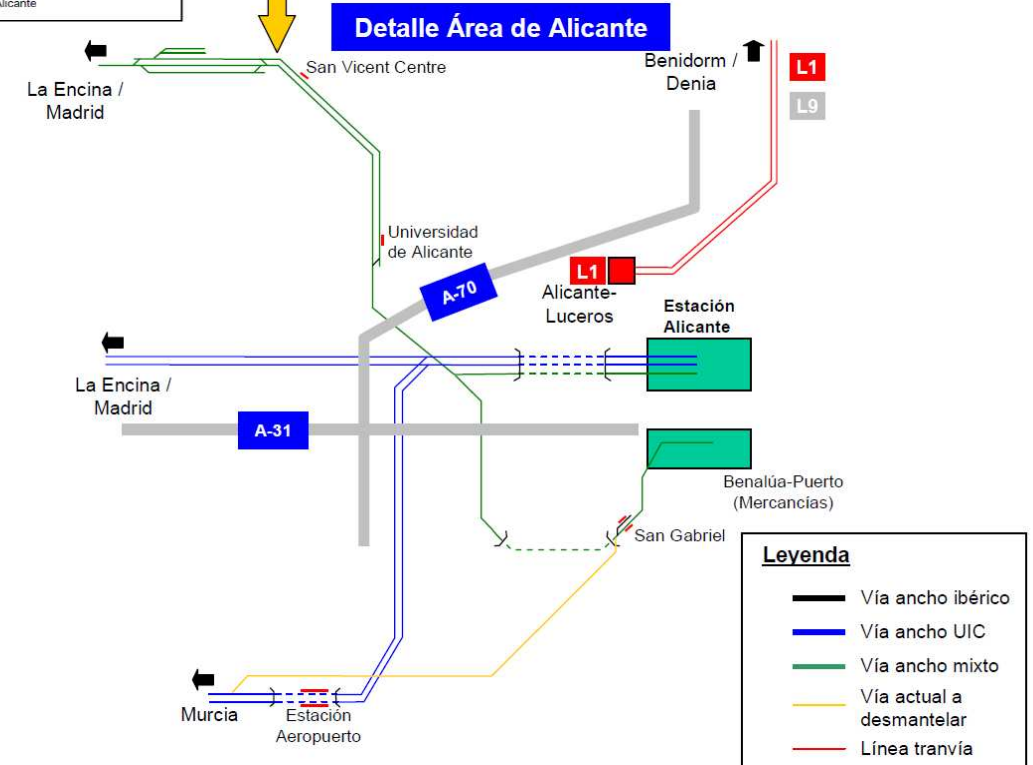 Alicante
Detalle Área de Alicante
San Vicent Centre
La Encina /
Madrid
Benidorm /
Denia
L1
L9
Universidad
de Alicante
A-70
L1
Alicante-
Luceros
Estación
Alicante
La Encina /
Madrid
A-31
Benalúa-Puerto
(Mercancías)
San Gabriel
Murcia
Estación
Aeropuerto
Leyenda
Vía ancho ibérico
Vía ancho UIC
Vía ancho mixto
Vía actual a
desmantelar
Línea tranvía